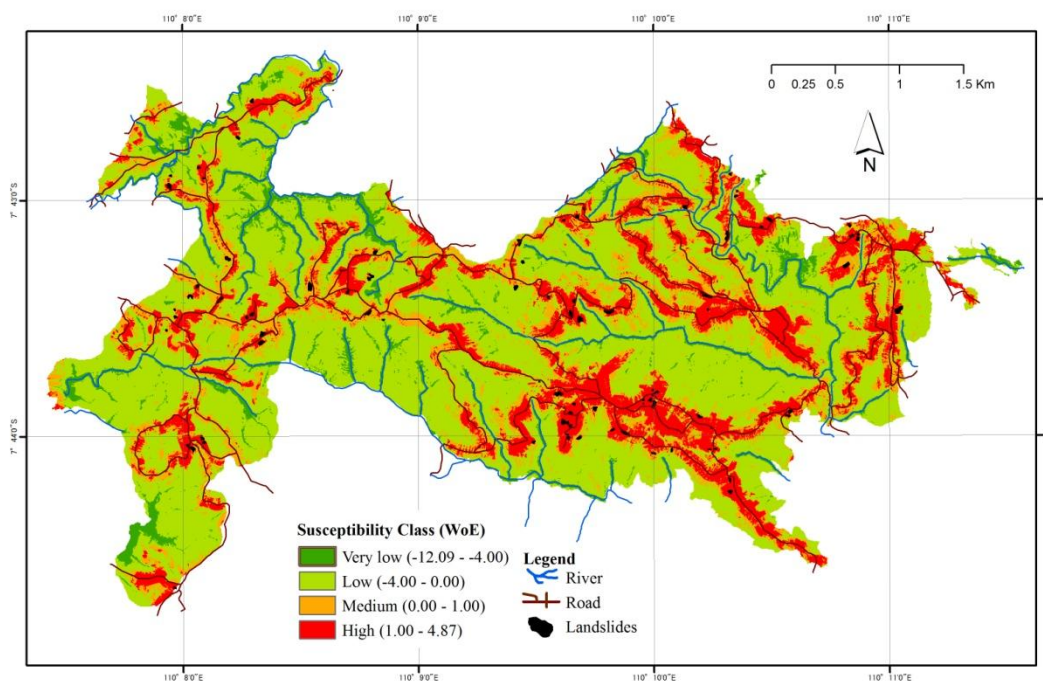 110° 8'0"E 110° 9'0"E 110° 10'0"E 110° 11'0"E
0 0.25 0.5 1 1.5 Km
N
7° 43'0"S
7° 44'0"S
Susceptibility Class (WoE)
Very low (-12.09 - -4.00)
Low (-4.00 - 0.00)
Medium (0.00 - 1.00)
High (1.00 - 4.87)
Legend
River
Road
Landslides
110° 8'0"E 110° 9'0"E 110° 10'0"E 110° 11'0"E